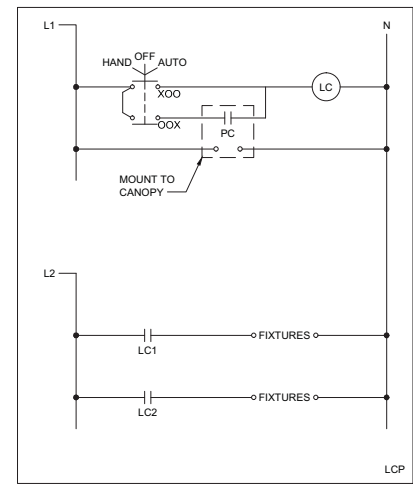 L1
N
HAND OFF AUTO
LC
XOO
OOX
PC
MOUNT TO
CANOPY
L2
FIXTURES
LC1
FIXTURES
LC2
LCP